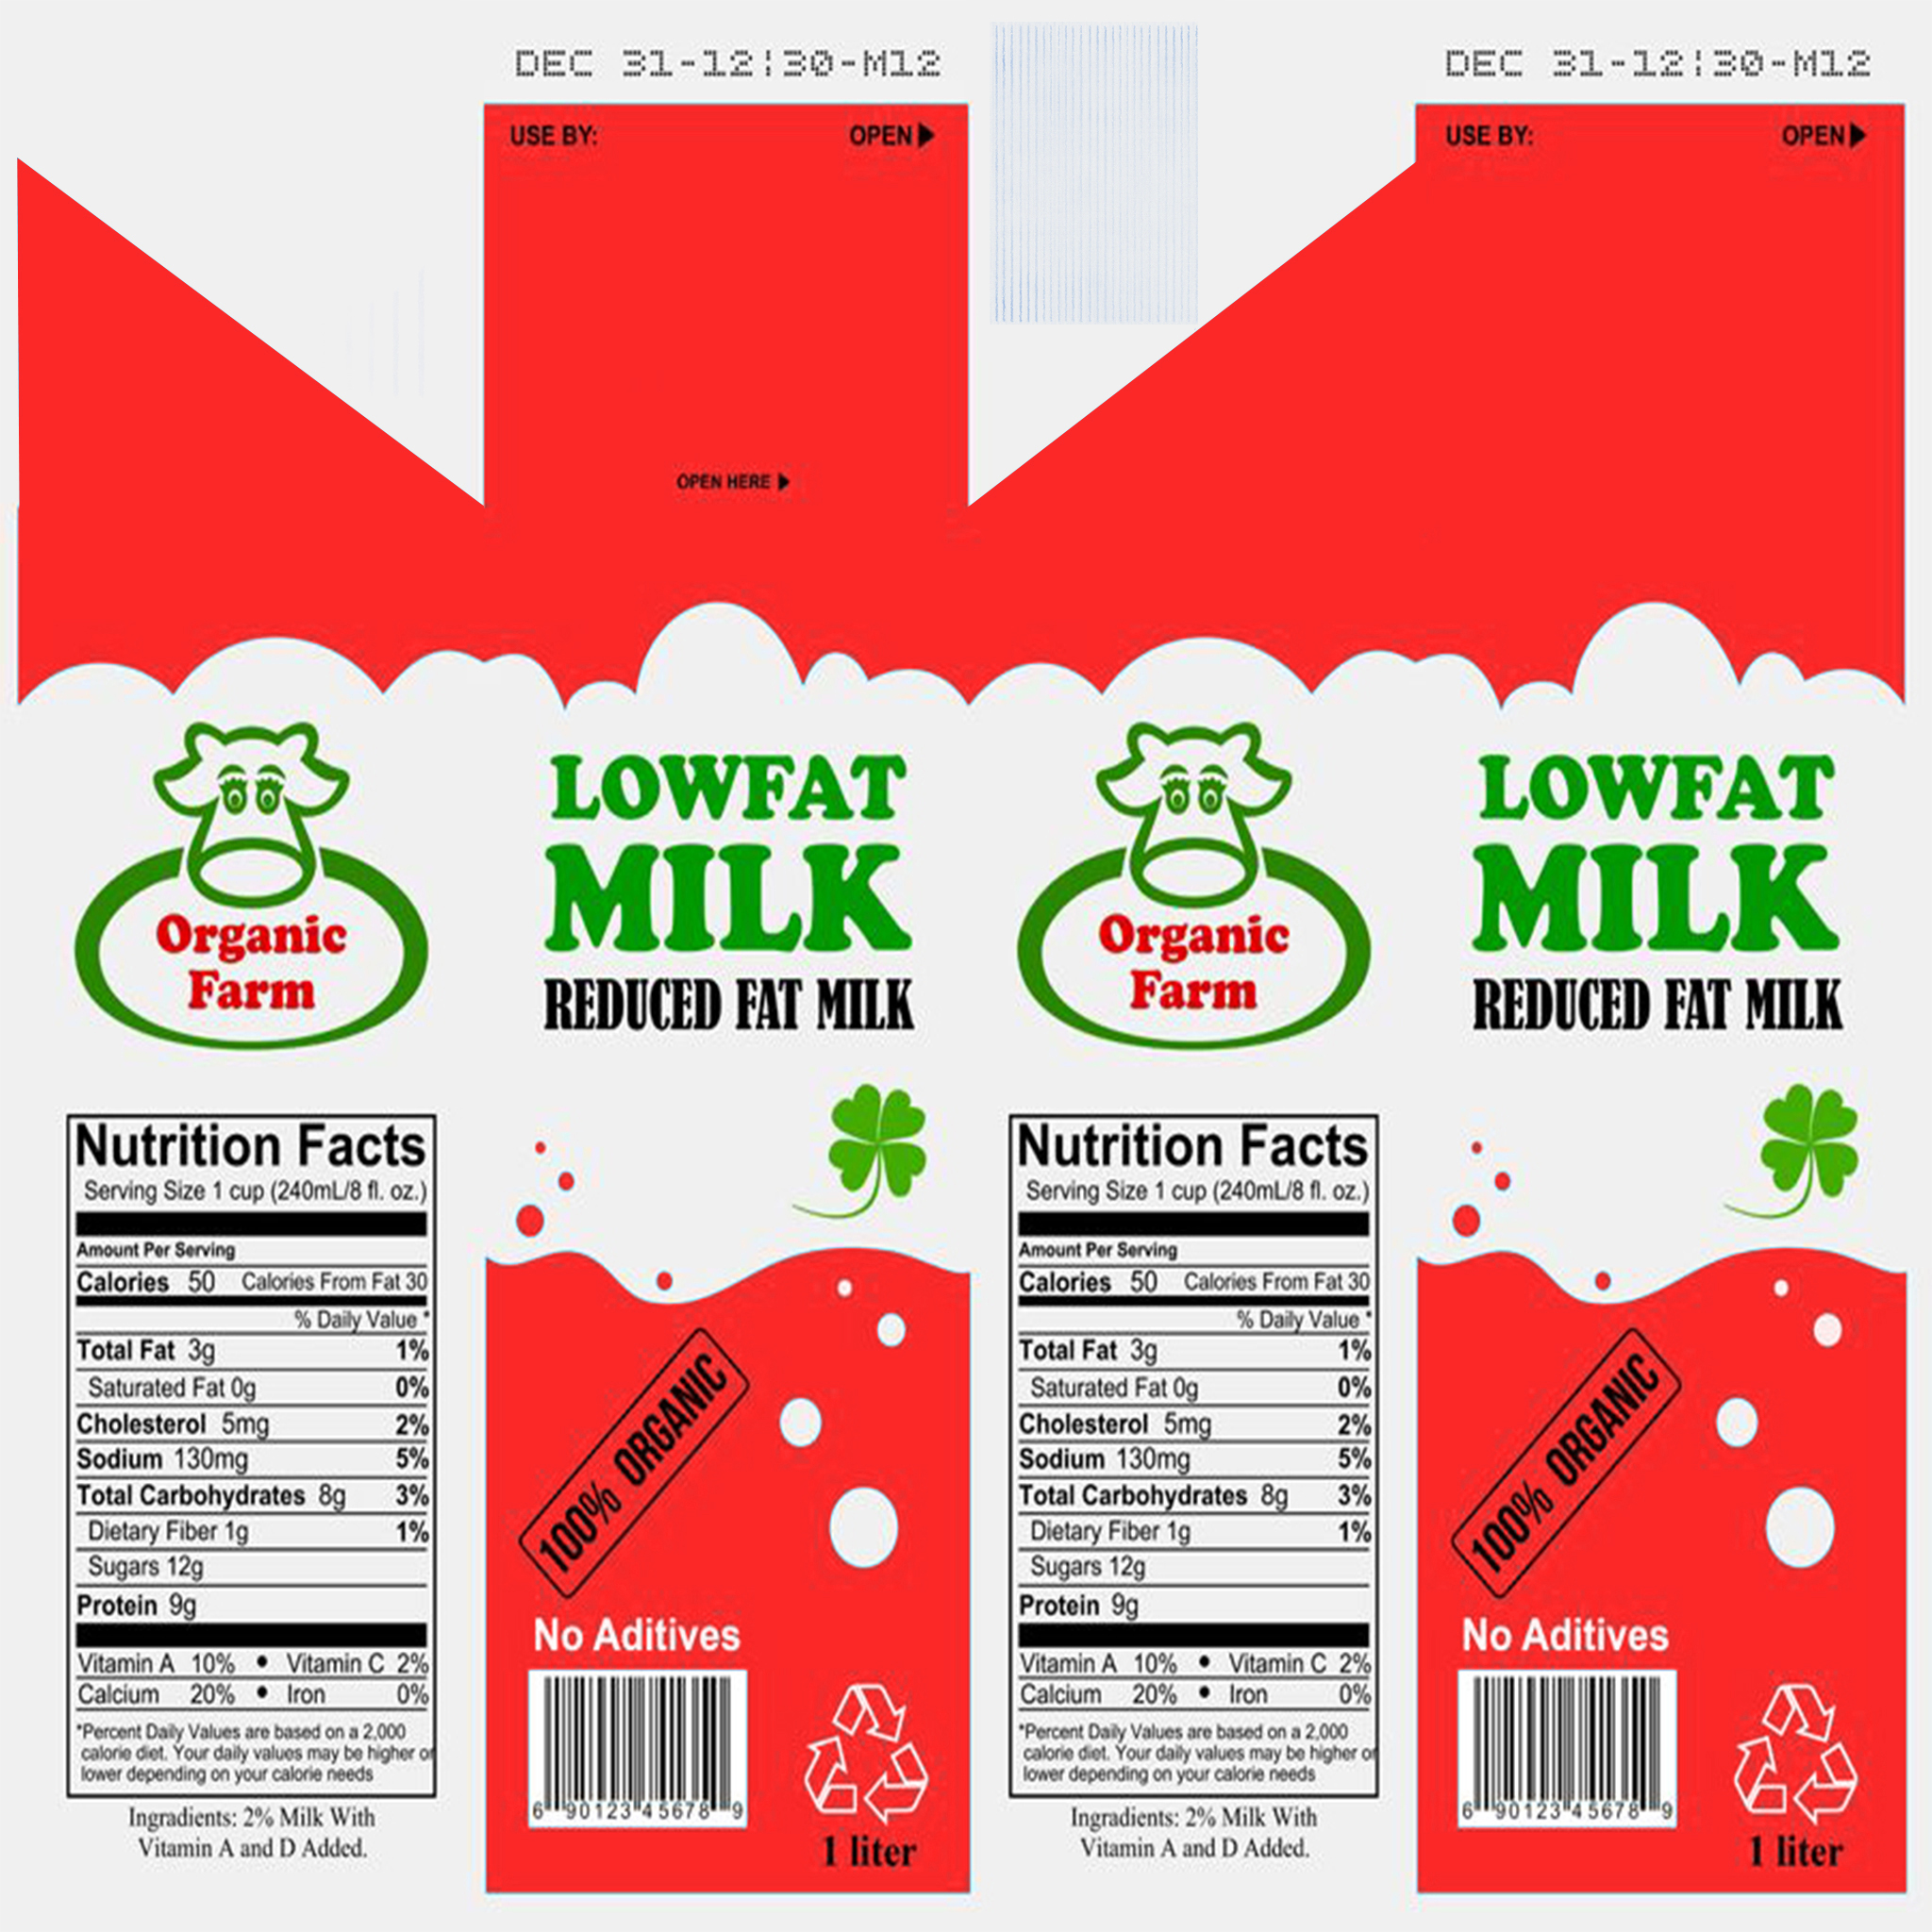 DEC 31-12:30-M12
USE BY: OPEN
OPEN HERE
DEC 31-12:30-M12
USE BY: OPEN
Organic
Farm
Nutrition Facts
Serving Size 1 cup (240mL/8 fl. oz.)
Amount Per Serving
Calories 50 Calories From Fat 30
% Daily Value *
Total Fat 3g 1%
Saturated Fat 0g 0%
Cholesterol 5mg 2%
Sodium 130mg 5%
Total Carbohydrates 8g 3%
Dietary Fiber 1g 1%
Sugars 12g
Protein 9g
Vitamin A 10% • Vitamin C 2%
Calcium 20% • Iron 0%
*Percent Daily Values are based on a 2,000
calorie diet. Your daily values may be higher or
lower depending on your calorie needs
Ingradients: 2% Milk With
Vitamin A and D Added.
LOWFAT
MILK
REDUCED FAT MILK
100% ORGANIC
No Aditives
6 90123 45678 9
1 liter
Organic
Farm
Nutrition Facts
Serving Size 1 cup (240mL/8 fl. oz.)
Amount Per Serving
Calories 50 Calories From Fat 30
% Daily Value *
Total Fat 3g 1%
Saturated Fat 0g 0%
Cholesterol 5mg 2%
Sodium 130mg 5%
Total Carbohydrates 8g 3%
Dietary Fiber 1g 1%
Sugars 12g
Protein 9g
Vitamin A 10% • Vitamin C 2%
Calcium 20% • Iron 0%
*Percent Daily Values are based on a 2,000
calorie diet. Your daily values may be higher or
lower depending on your calorie needs
Ingradients: 2% Milk With
Vitamin A and D Added.
LOWFAT
MILK
REDUCED FAT MILK
100% ORGANIC
No Aditives
6 90123 45678 9
1 liter